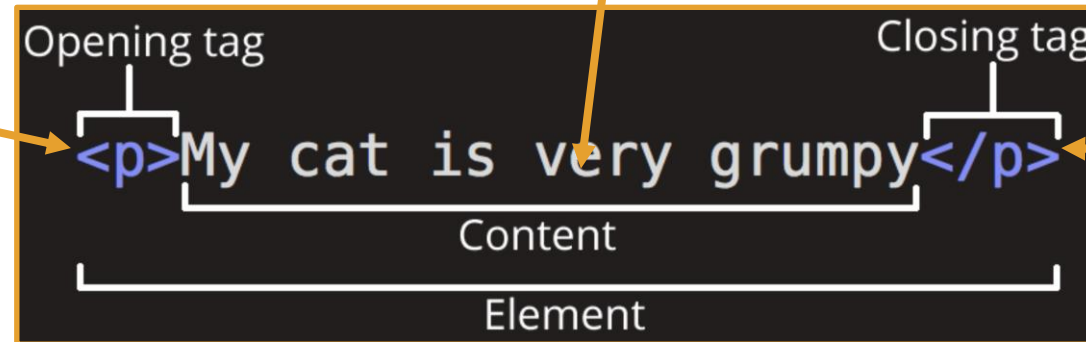 Opening tag Closing tag
<p>My cat is very grumpy</p>
Content
Element